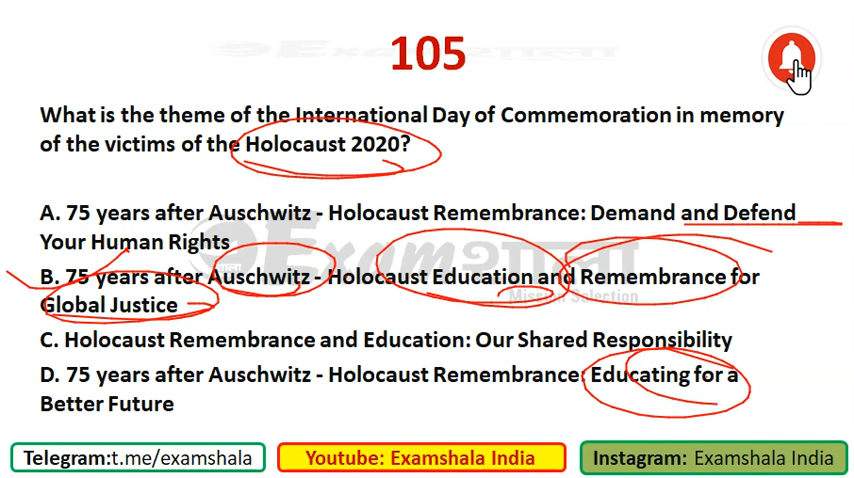 105
What is the theme of the International Day of Commemoration in memory
of the victims of the Holocaust 2020?
A. 75 years after Auschwitz - Holocaust Remembrance: Demand and Defend
Your Human Rights
B. 75 years after Auschwitz - Holocaust Education and Remembrance for
Global Justice
C. Holocaust Remembrance and Education: Our Shared Responsibility
D. 75 years after Auschwitz - Holocaust Remembrance: Educating for a
Better Future
Examशाला
Mission Selection
Telegram:t.me/examshala
Youtube: Examshala India
Instagram: Examshala India